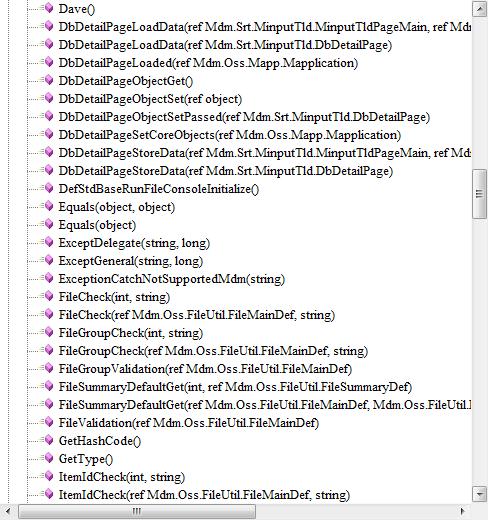 Dave()
DbDetailPageLoadData(ref Mdm.Srt.MinputTld.MinputTldPageMain, ref Mdm
DbDetailPageLoadData(ref Mdm.Srt.MinputTld.DbDetailPage)
DbDetailPageLoaded(ref Mdm.Oss.Mapp.Mapplication)
DbDetailPageObjectGet()
DbDetailPageObjectSet(ref object)
DbDetailPageObjectSetPassed(ref Mdm.Srt.MinputTld.DbDetailPage)
DbDetailPageSetCoreObjects(ref Mdm.Oss.Mapp.Mapplication)
DbDetailPageStoreData(ref Mdm.Srt.MinputTld.MinputTldPageMain, ref Md
DbDetailPageStoreData(ref Mdm.Srt.MinputTld.DbDetailPage)
DefStdBaseRunFileConsoleInitialize()
Equals(object, object)
Equals(object)
ExceptDelegate(string, long)
ExceptGeneral(string, long)
ExceptionCatchNotSupportedMdm(string)
FileCheck(int, string)
FileCheck(ref Mdm.Oss.FileUtil.FileMainDef, string)
FileGroupCheck(int, string)
FileGroupCheck(ref Mdm.Oss.FileUtil.FileMainDef, string)
FileGroupValidation(ref Mdm.Oss.FileUtil.FileMainDef)
FileSummaryDefaultGet(int, ref Mdm.Oss.FileUtil.FileSummaryDef)
FileSummaryDefaultGet(ref Mdm.Oss.FileUtil.FileMainDef, Mdm.Oss.FileUtil.
FileValidation(ref Mdm.Oss.FileUtil.FileMainDef)
GetHashCode()
GetType()
ItemIdCheck(int, string)
ItemIdCheck(ref Mdm.Oss.FileUtil.FileMainDef, string)